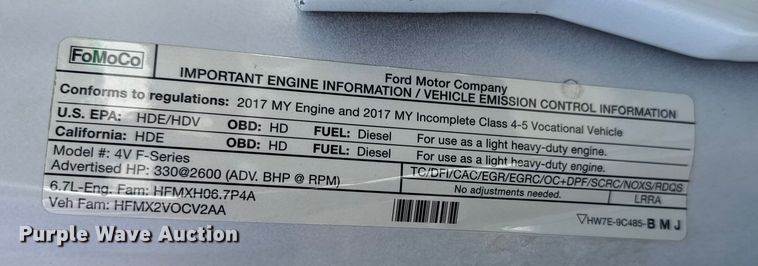 FoMoCo
Ford Motor Company
IMPORTANT ENGINE INFORMATION / VEHICLE EMISSION CONTROL INFORMATION
Conforms to regulations: 2017 MY Engine and 2017 MY Incomplete Class 4-5 Vocational Vehicle
U.S. EPA: HDE/HDV OBD: HD FUEL: Diesel For use as a light heavy-duty engine.
California: HDE OBD: HD FUEL: Diesel For use as a light heavy-duty engine.
Model #: 4V F-Series
Advertised HP: 330@2600 (ADV. BHP @ RPM) TC/DFI/CAC/EGR/EGRC/OC+DPF/SCRC/NOXS/RDQS
6.7L-Eng. Fam: HFMXH06.7P4A No adjustments needed. LRRA
Veh Fam: HFMX2VOCV2AA ▽HW7E-9C485-BMJ
Purple Wave Auction